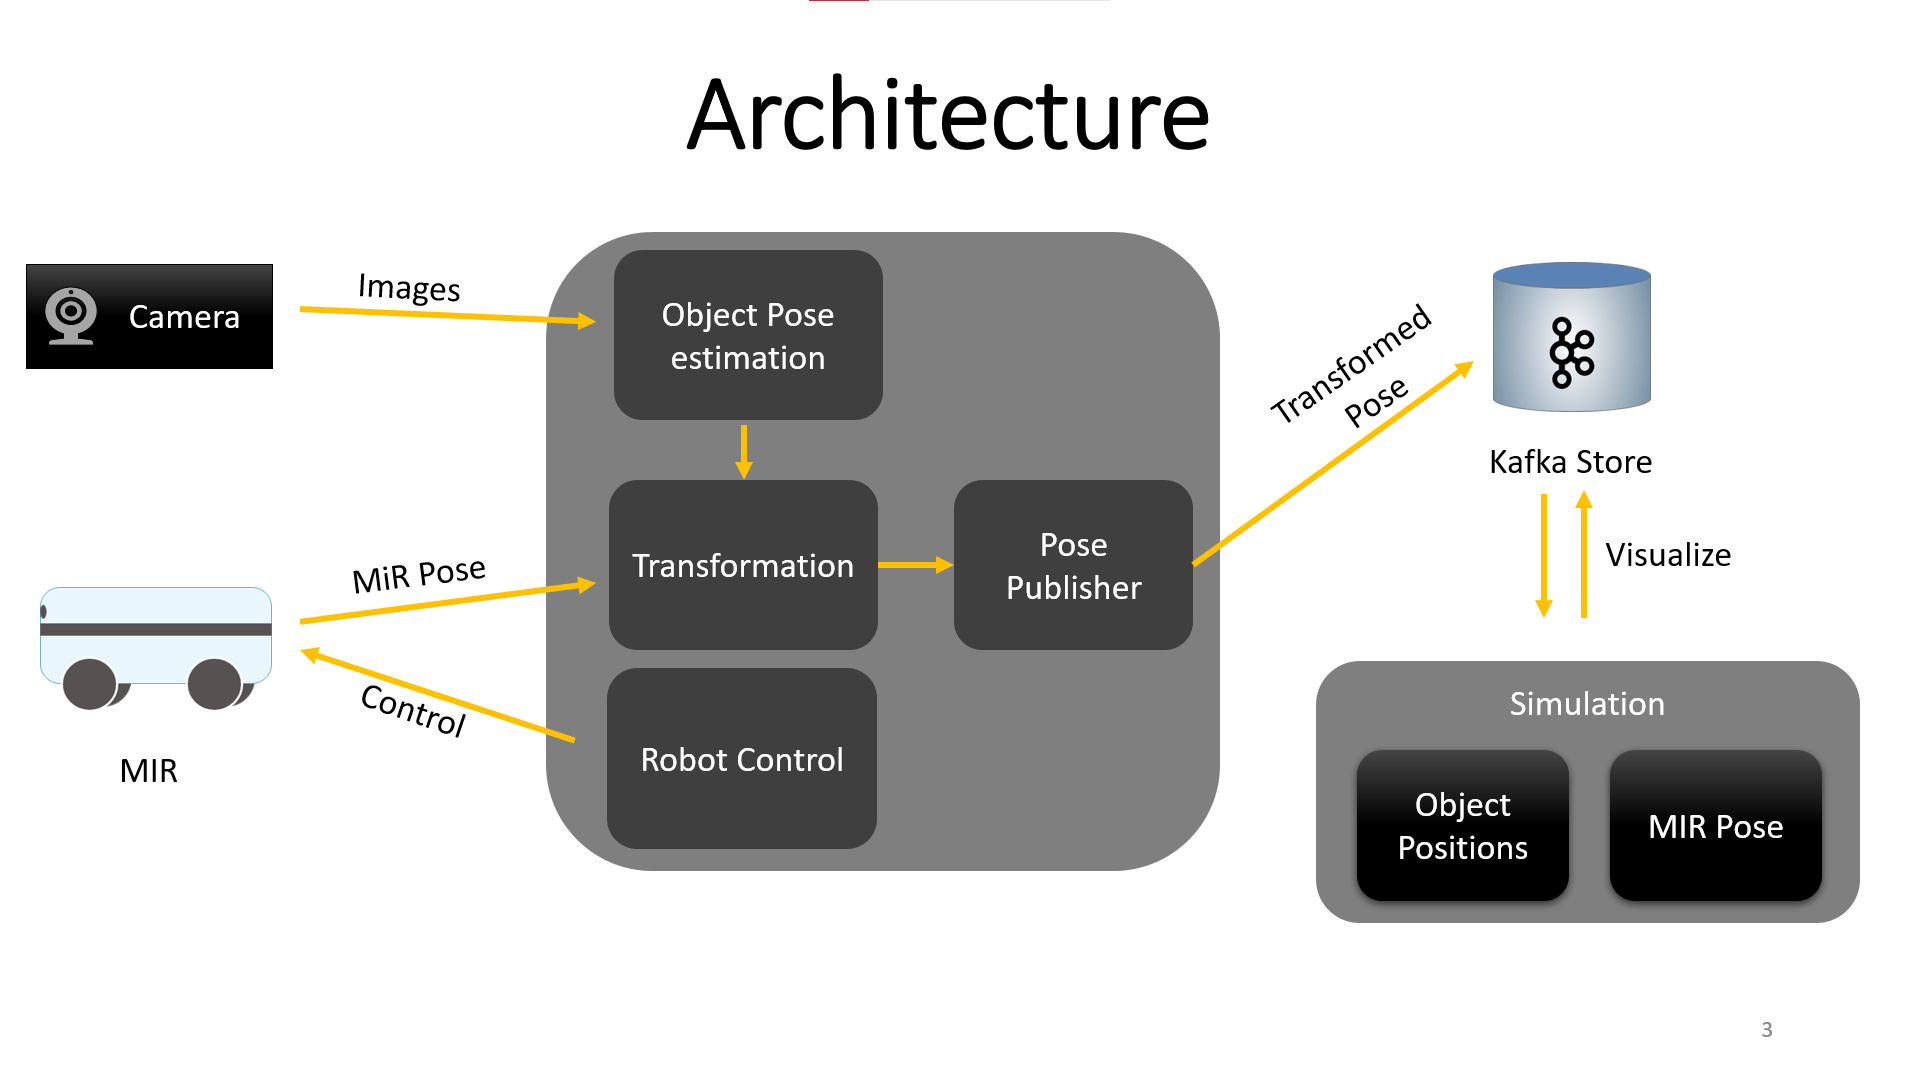 Architecture
Camera
Images
Object Pose
estimation
Transformed
Pose
Kafka Store
MiR Pose
Transformation
Pose
Publisher
Visualize
Control
MIR
Robot Control
Simulation
Object
Positions
MIR Pose
3